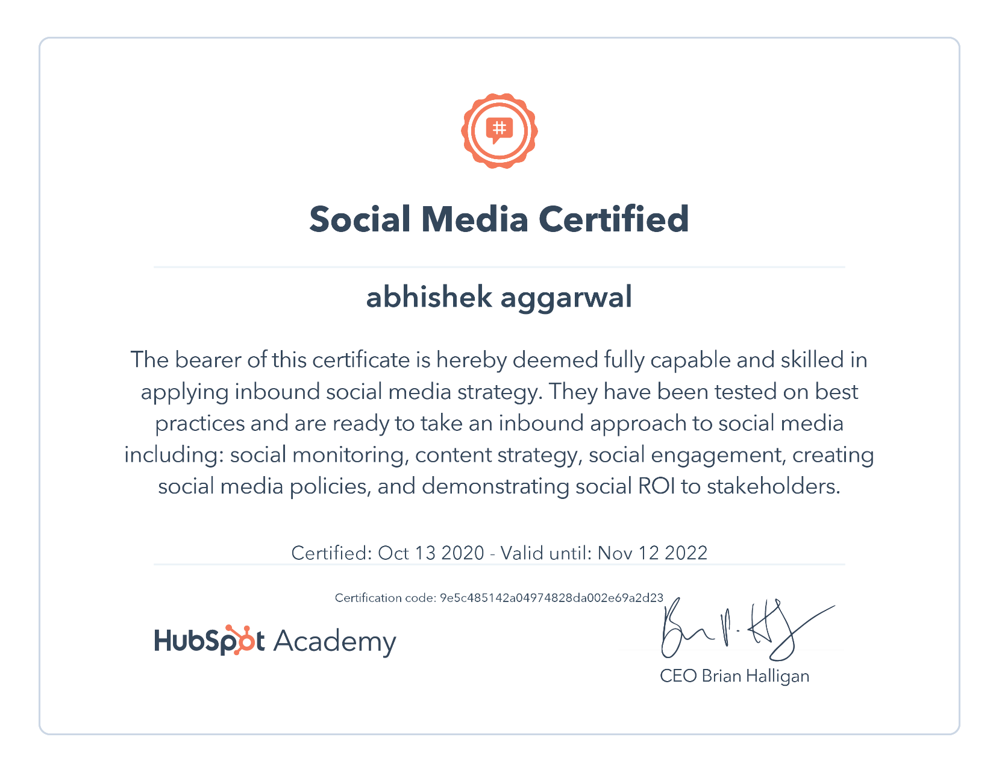 #
Social Media Certified
abhishek aggarwal
The bearer of this certificate is hereby deemed fully capable and skilled in
applying inbound social media strategy. They have been tested on best
practices and are ready to take an inbound approach to social media
including: social monitoring, content strategy, social engagement, creating
social media policies, and demonstrating social ROI to stakeholders.
Certified: Oct 13 2020 - Valid until: Nov 12 2022
Certification code: 9e5c485142a04974828da002e69a2d23
HubSpot Academy
CEO Brian Halligan